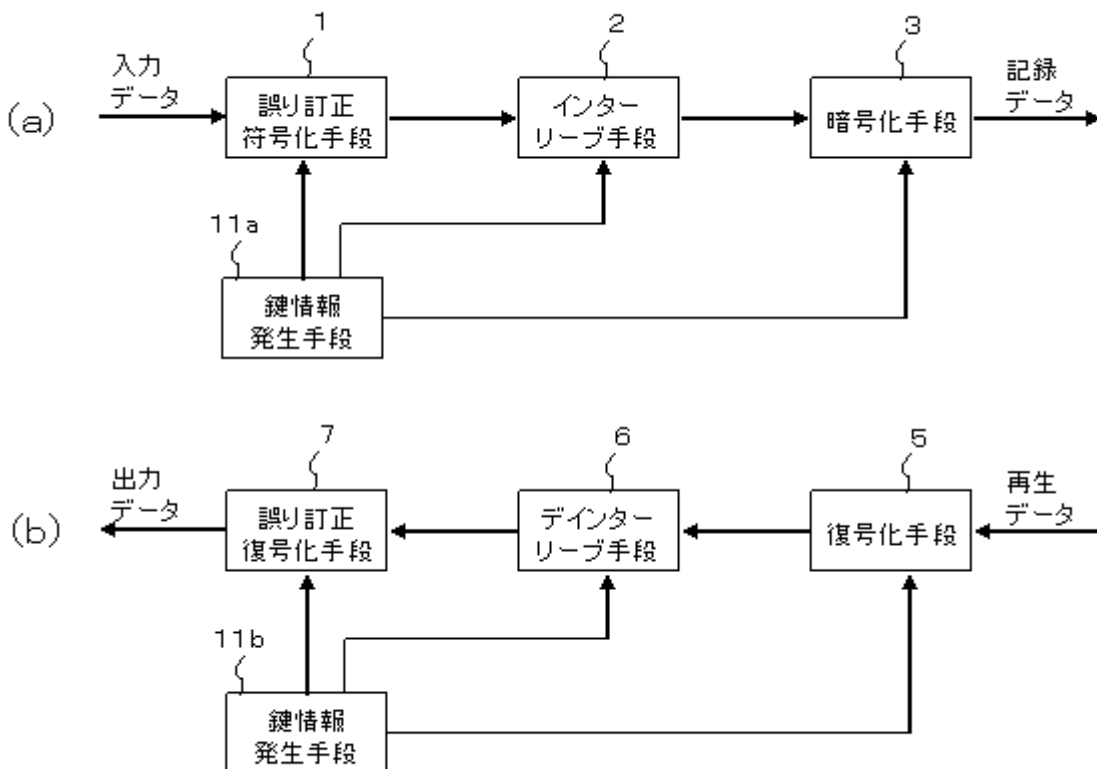 1
2
3
入力
データ
誤り訂正
符号化手段
インター
リーブ手段
暗号化手段
記録
データ
(a)
11a
鍵情報
発生手段
7
6
5
出力
データ
誤り訂正
復号化手段
デインター
リーブ手段
復号化手段
再生
データ
(b)
11b
鍵情報
発生手段